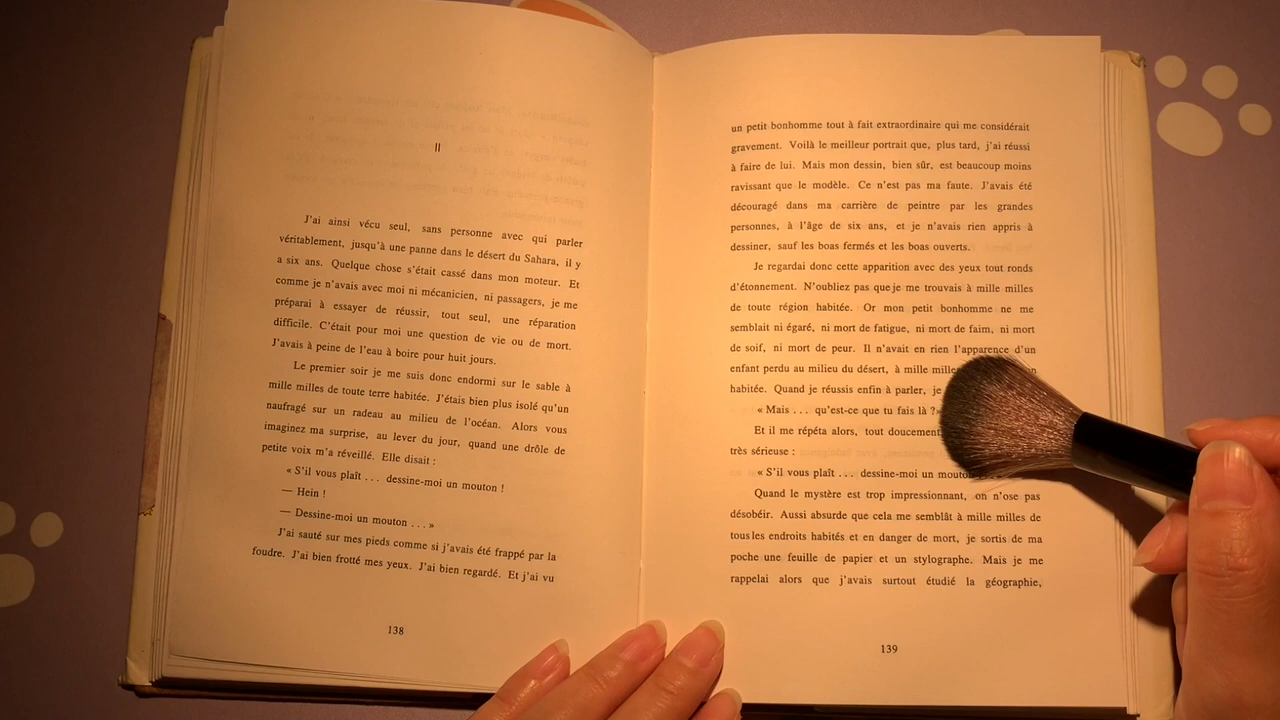 II
J'ai ainsi vécu seul, sans personne avec qui parler
véritablement, jusqu'à une panne dans le désert du Sahara, il y
a six ans. Quelque chose s'était cassé dans mon moteur. Et
comme je n'avais avec moi ni mécanicien, ni passagers, je me
préparai à essayer de réussir, tout seul, une réparation
difficile. C'était pour moi une question de vie ou de mort.
J'avais à peine de l'eau à boire pour huit jours.
Le premier soir je me suis donc endormi sur le sable à
mille milles de toute terre habitée. J'étais bien plus isolé qu'un
naufragé sur un radeau au milieu de l'océan. Alors vous
imaginez ma surprise, au lever du jour, quand une drôle de
petite voix m'a réveillé. Elle disait :
« S'il vous plaît . . . dessine-moi un mouton !
— Hein !
— Dessine-moi un mouton . . . »
J'ai sauté sur mes pieds comme si j'avais été frappé par la
foudre. J'ai bien frotté mes yeux. J'ai bien regardé. Et j'ai vu
138
un petit bonhomme tout à fait extraordinaire qui me considérait
gravement. Voilà le meilleur portrait que, plus tard, j'ai réussi
à faire de lui. Mais mon dessin, bien sûr, est beaucoup moins
ravissant que le modèle. Ce n'est pas ma faute. J'avais été
découragé dans ma carrière de peintre par les grandes
personnes, à l'âge de six ans, et je n'avais rien appris à
dessiner, sauf les boas fermés et les boas ouverts.
Je regardai donc cette apparition avec des yeux tout ronds
d'étonnement. N'oubliez pas que je me trouvais à mille milles
de toute région habitée. Or mon petit bonhomme ne me
semblait ni égaré, ni mort de fatigue, ni mort de faim, ni mort
de soif, ni mort de peur. Il n'avait en rien l'apparence d'un
enfant perdu au milieu du désert, à mille
habitée. Quand je réussis enfin à parler, je
« Mais . . . qu'est-ce que tu fais là ?»
Et il me répéta alors, tout doucement
très sérieuse :
« S'il vous plaît . . . dessine-moi un mouton
Quand le mystère est trop impressionnant, on n'ose pas
désobéir. Aussi absurde que cela me semblât à mille milles de
tous les endroits habités et en danger de mort, je sortis de ma
poche une feuille de papier et un stylographe. Mais je me
rappelai alors que j'avais surtout étudié la géographie,
139